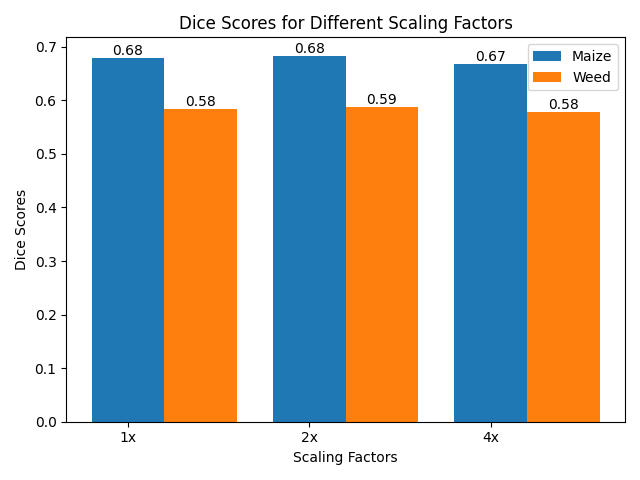 Dice Scores for Different Scaling Factors
Maize
Weed
0.68
0.58
0.68
0.59
0.67
0.58
0.7
0.6
0.5
0.4
0.3
0.2
0.1
0.0
Dice Scores
1x
2x
4x
Scaling Factors